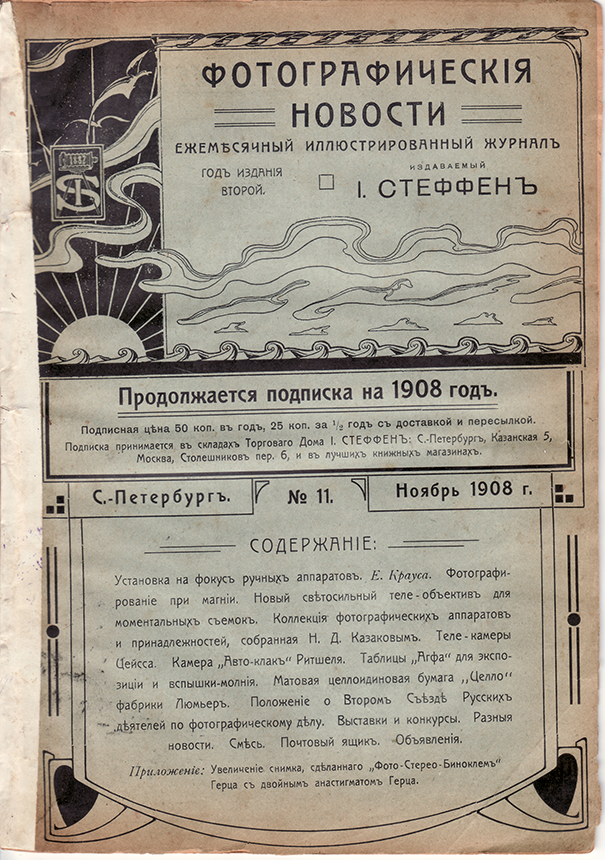 ФОТОГРАФИЧЕСКІЯ
НОВОСТИ
ЕЖЕМѢСЯЧНЫЙ ИЛЛЮСТРИРОВАННЫЙ ЖУРНАЛЪ
ГОДЪ ИЗДАНІЯ
ВТОРОЙ.
ИЗДАВАЕМЫЙ
І. СТЕФФЕНЪ
Продолжается подписка на 1908 годъ.
Подписная цѣна 50 коп. въ годъ, 25 коп. за ½ годъ съ доставкой и пересылкой.
Подписка принимается въ складахъ Торговаго Дома І. СТЕФФЕНЪ: С.-Петербургъ, Казанская 5,
Москва, Столешниковъ пер. 6, и въ лучшихъ книжныхъ магазинахъ.
С.-Петербургъ.
№ 11.
Ноябрь 1908 г.
СОДЕРЖАНІЕ:
Установка на фокусъ ручныхъ аппаратовъ. Е. Крауса. Фотографи-
рованіе при магніи. Новый свѣтосильный теле-объективъ для
моментальныхъ съемокъ. Коллекція фотографическихъ аппаратовъ
и принадлежностей, собранная Н. Д. Казаковымъ. Теле-камеры
Цейсса. Камера „Авто-клакъ" Ритшеля. Таблицы „Агфа" для экспо-
зиціи и вспышки-молнія. Матовая целлоидиновая бумага ,,Целло"
фабрики Люмьеръ. Положеніе о Второмъ Съѣздѣ Русскихъ
дѣятелей по фотографическому дѣлу. Выставки и конкурсы. Разныя
новости. Смѣсь. Почтовый ящикъ. Объявленія.
Приложеніе: Увеличеніе снимка, сдѣланнаго „Фото-Стерео-Биноклемъ"
Герца съ двойнымъ анастигматомъ Герца.